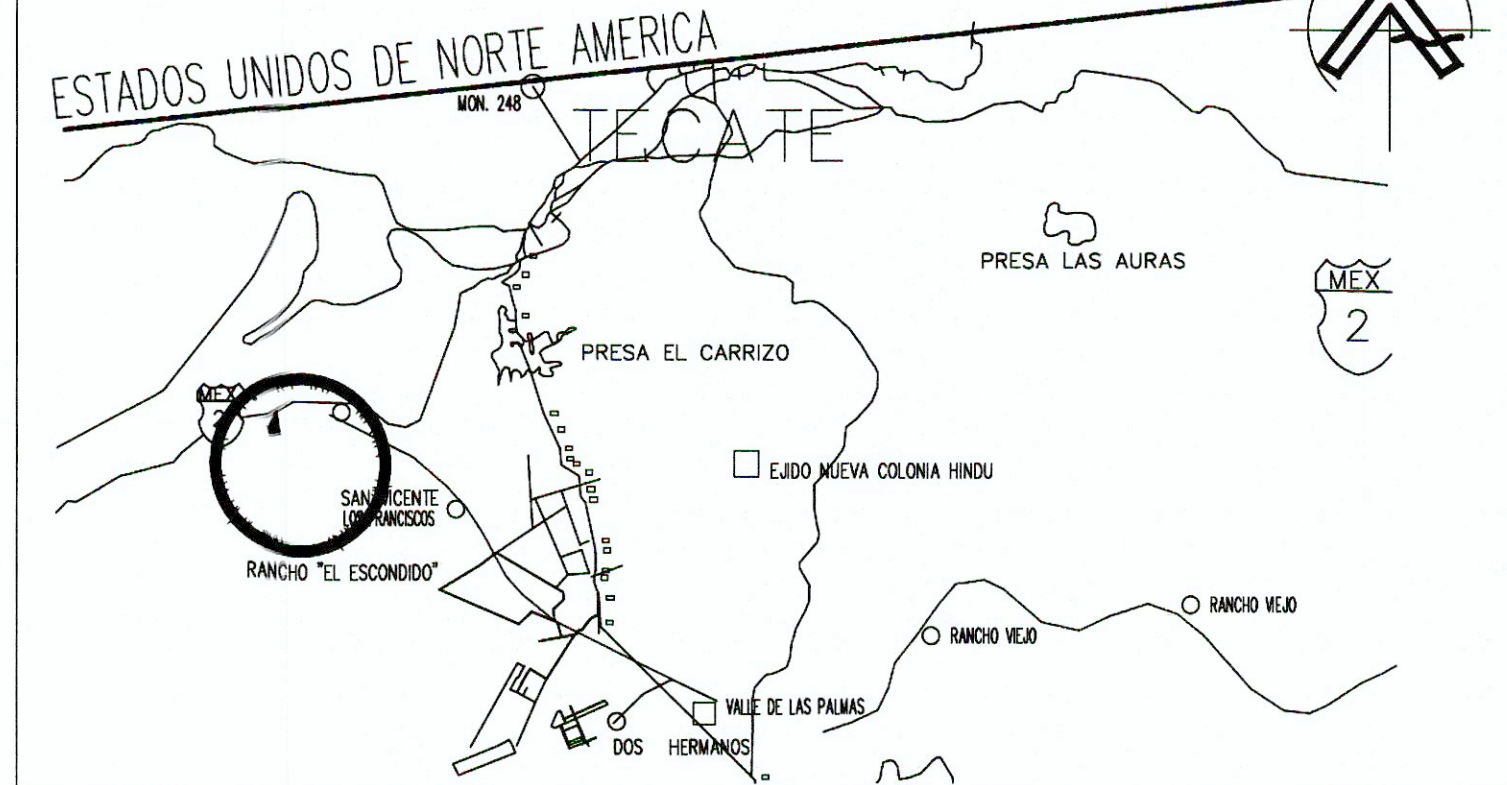 ESTADOS UNIDOS DE NORTE AMERICA
MON. 248
TECATE
PRESA LAS AURAS
MEX
2
PRESA EL CARRIZO
MEX
2
EJIDO NUEVA COLONIA HINDU
SAN VICENTE
LOS FRANCISCOS
RANCHO "EL ESCONDIDO"
RANCHO VIEJO
RANCHO VIEJO
VALLE DE LAS PALMAS
DOS HERMANOS